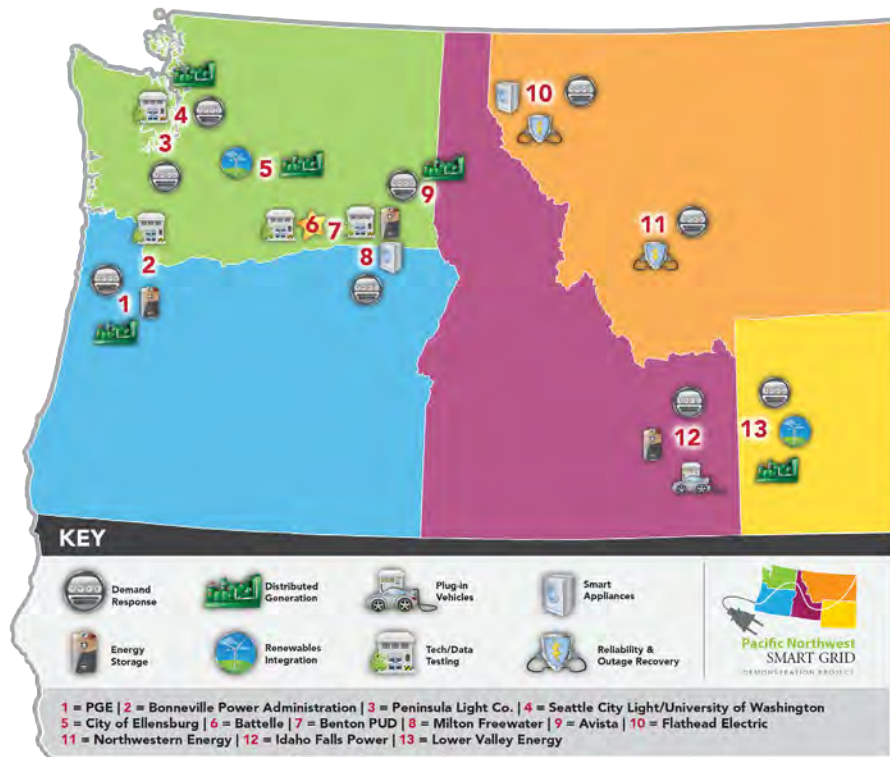 4
10
3
5
9
11
6
7
8
2
1
12
13
KEY
Demand
Response
Distributed
Generation
Plug-in
Vehicles
Smart
Appliances
Energy
Storage
Renewables
Integration
Tech/Data
Testing
Reliability &
Outage Recovery
Pacific Northwest
SMART GRID
DEMONSTRATION PROJECT
1 = PGE | 2 = Bonneville Power Administration | 3 = Peninsula Light Co. | 4 = Seattle City Light/University of Washington
5 = City of Ellensburg | 6 = Battelle | 7 = Benton PUD | 8 = Milton Freewater | 9 = Avista | 10 = Flathead Electric
11 = Northwestern Energy | 12 = Idaho Falls Power | 13 = Lower Valley Energy